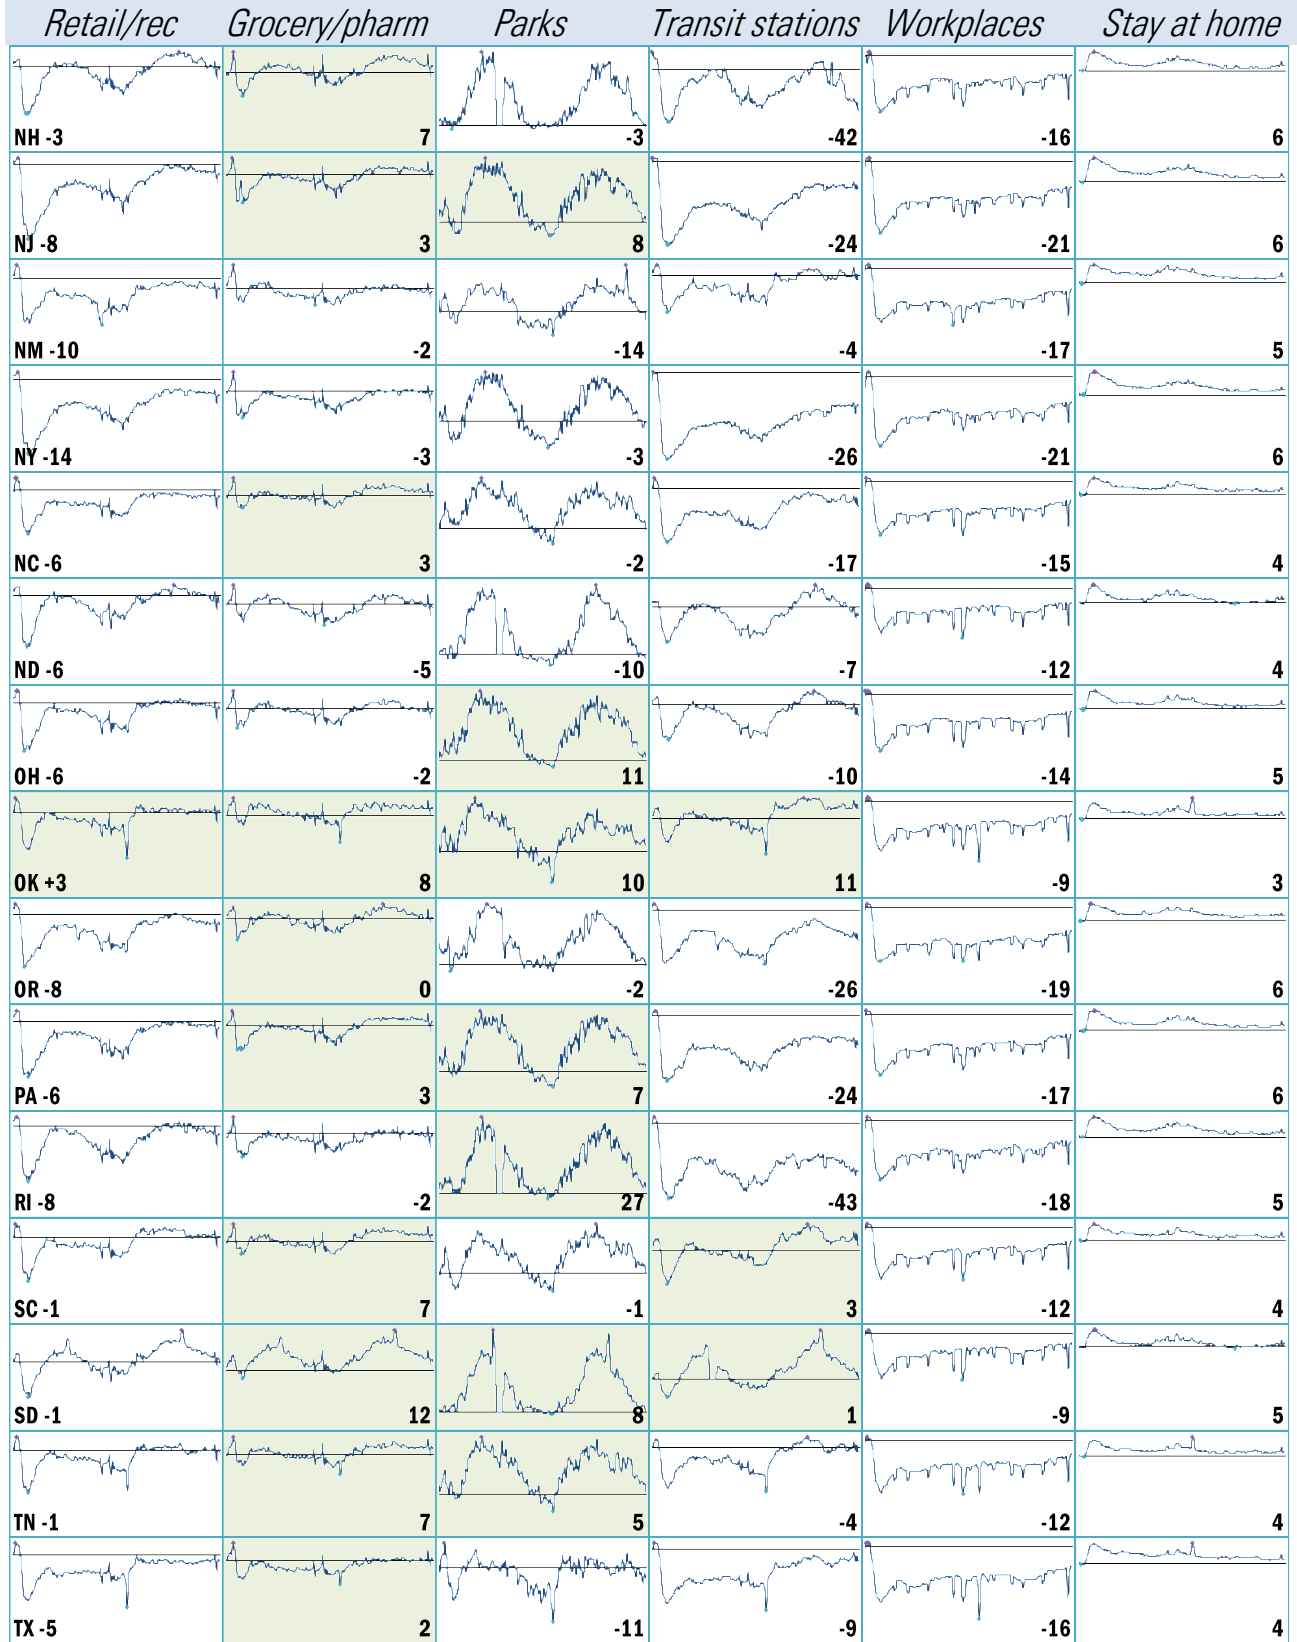 Retail/rec Grocery/pharm Parks Transit stations Workplaces Stay at home
NH -3 7 -3 -42 -16 6
NJ -8 3 8 -24 -21 6
NM -10 -2 -14 -4 -17 5
NY -14 -3 -3 -26 -21 6
NC -6 3 -2 -17 -15 4
ND -6 -5 -10 -7 -12 4
OH -6 -2 11 -10 -14 5
OK +3 8 10 11 -9 3
OR -8 0 -2 -26 -19 6
PA -6 3 7 -24 -17 6
RI -8 -2 27 -43 -18 5
SC -1 7 -1 3 -12 4
SD -1 12 8 1 -9 5
TN -1 7 5 -4 -12 4
TX -5 2 -11 -9 -16 4